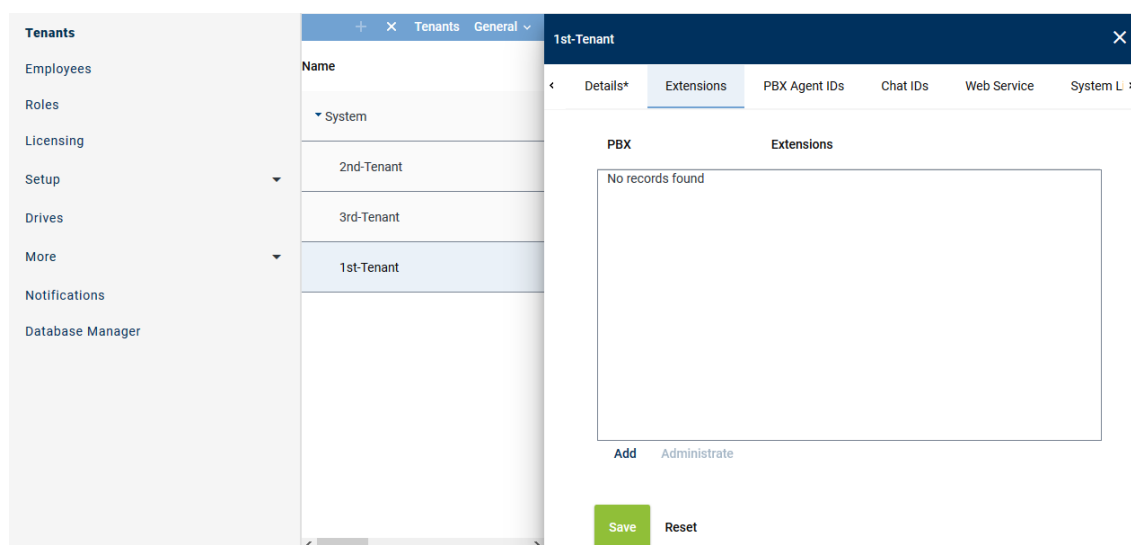 Tenants
Employees
Roles
Licensing
Setup
Drives
More
Notifications
Database Manager
+ × Tenants General
Name
System
2nd-Tenant
3rd-Tenant
1st-Tenant
1st-Tenant
Details* Extensions PBX Agent IDs Chat IDs Web Service System Li
PBX Extensions
No records found
Add Administrate
Save Reset